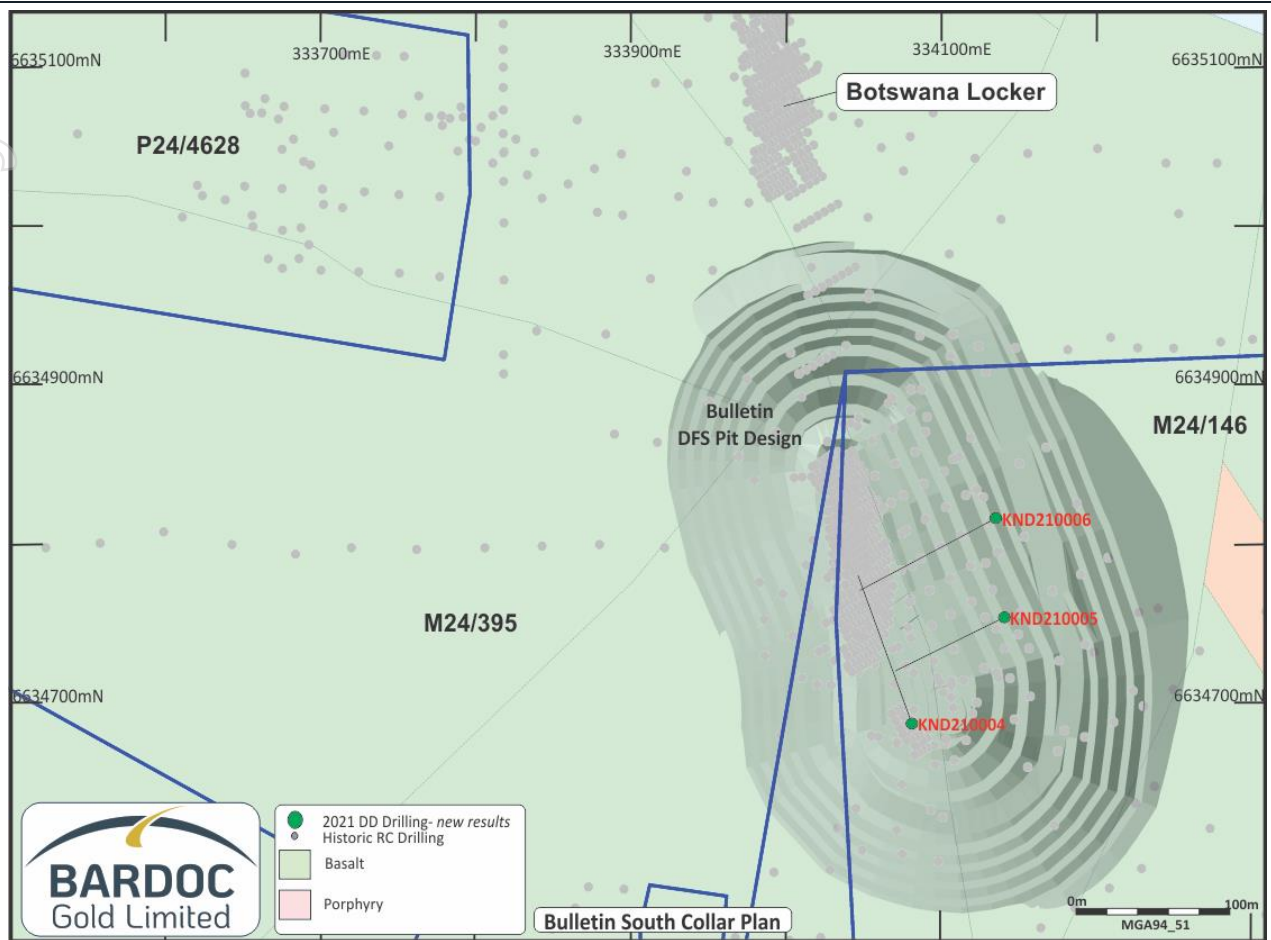 333700mE
333900mE
334100mE
6635100mN
6635100mN
Botswana Locker
P24/4628
6634900mN
6634900mN
Bulletin
DFS Pit Design
M24/146
KND210006
KND210005
M24/395
6634700mN
6634700mN
KND210004
BARDOC
Gold Limited
2021 DD Drilling- new results
Historic RC Drilling
Basalt
Porphyry
Bulletin South Collar Plan
0m
100m
MGA94_51